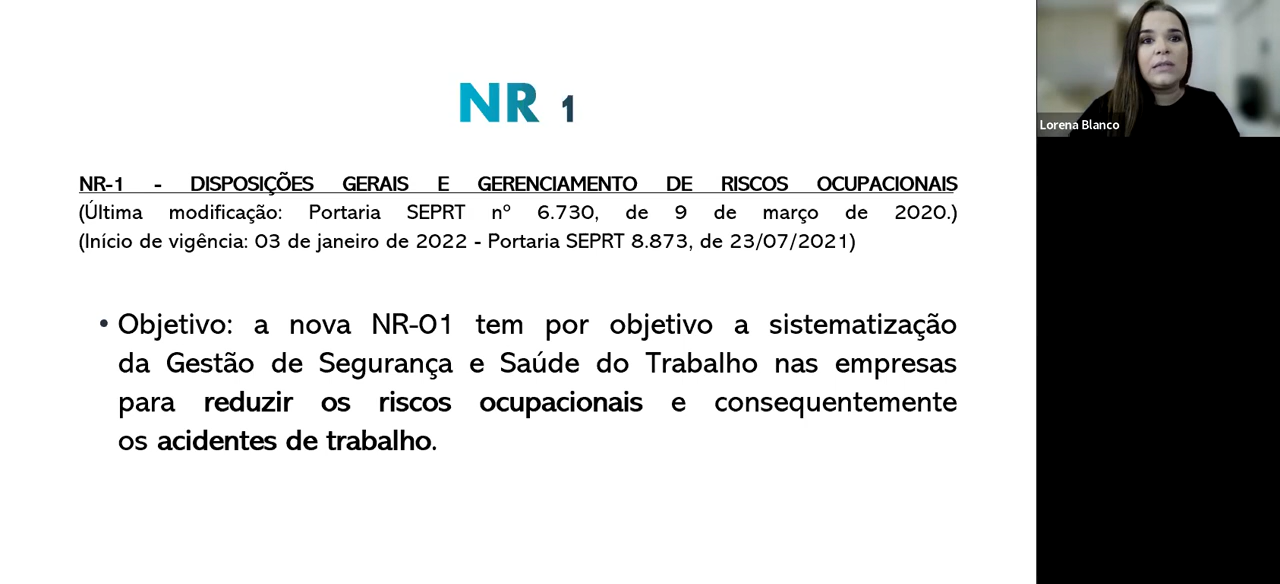 NR 1
NR-1 - DISPOSIÇÕES GERAIS E GERENCIAMENTO DE RISCOS OCUPACIONAIS
(Última modificação: Portaria SEPRT nº 6.730, de 9 de março de 2020.)
(Início de vigência: 03 de janeiro de 2022 - Portaria SEPRT 8.873, de 23/07/2021)
• Objetivo: a nova NR-01 tem por objetivo a sistematização
da Gestão de Segurança e Saúde do Trabalho nas empresas
para reduzir os riscos ocupacionais e consequentemente
os acidentes de trabalho.
Lorena Blanco